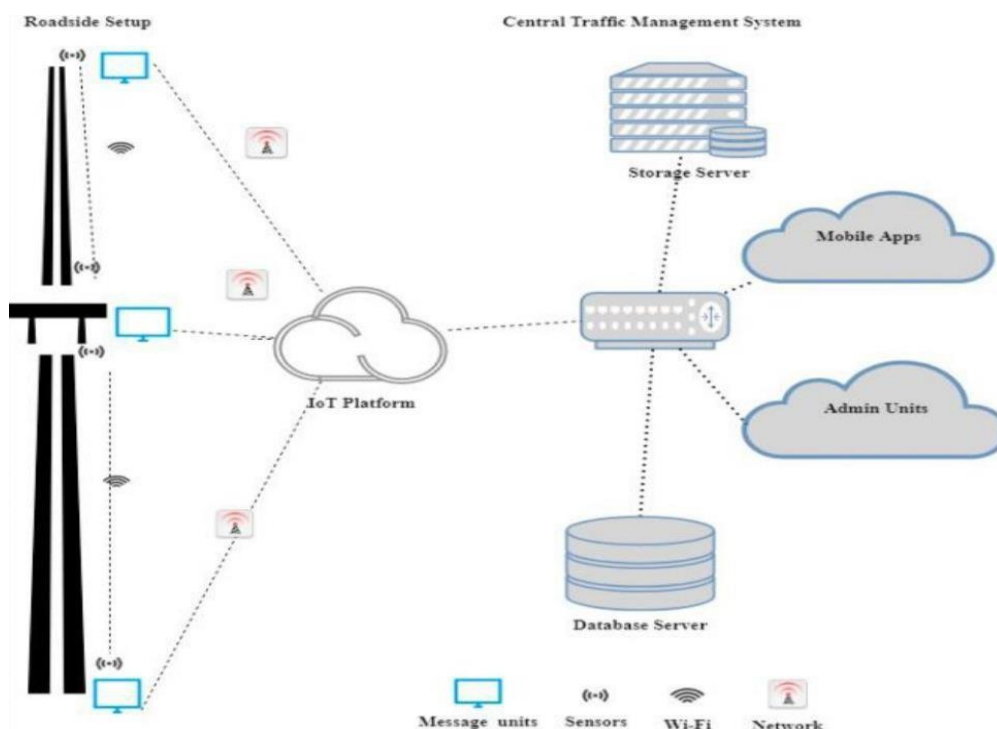 Roadside Setup
Central Traffic Management System
Storage Server
Mobile Apps
IoT Platform
Admin Units
Database Server
Message units
Sensors
Wi-Fi
Network